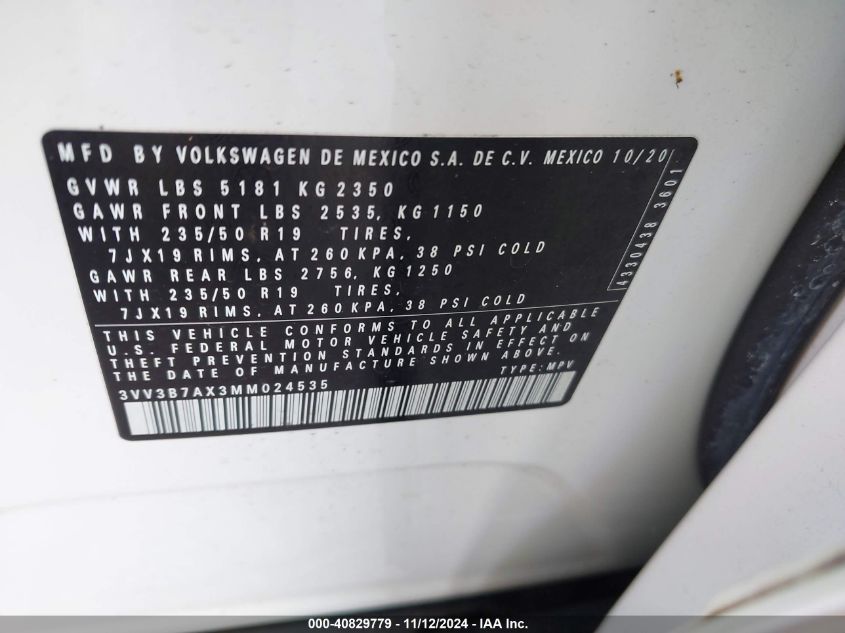 MFD BY VOLKSWAGEN DE MEXICO S.A. DE C.V. MEXICO 10/20
GVWR LBS 5181 KG 2350
GAWR FRONT LBS 2535, KG 1150
WITH 235/50 R19 TIRES,
7JX19 RIMS, AT 260 KPA, 38 PSI COLD
GAWR REAR LBS 2756, KG 1250
WITH 235/50 R19 TIRES,
7JX19 RIMS, AT 260 KPA, 38 PSI COLD
4330438 3601
THIS VEHICLE CONFORMS TO ALL APPLICABLE
U.S. FEDERAL MOTOR VEHICLE SAFETY AND
THEFT PREVENTION STANDARDS IN EFFECT ON
THE DATE OF MANUFACTURE SHOWN ABOVE.
TYPE: MPV
3VV3B7AX3MM024535
000-40829779 - 11/12/2024 - IAA Inc.